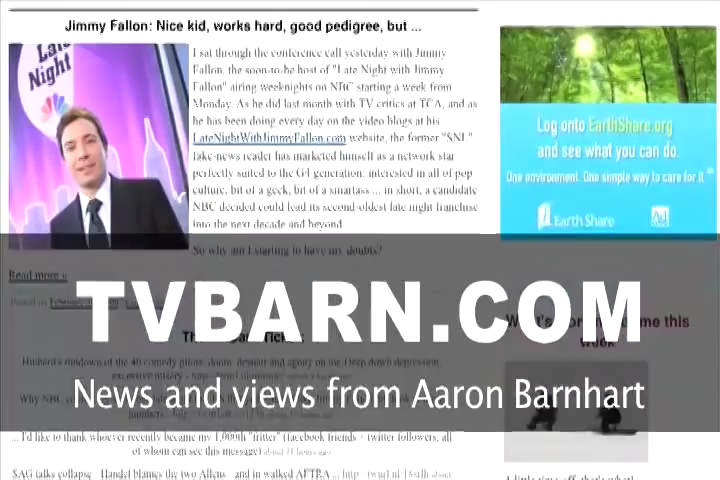 Jimmy Fallon: Nice kid, works hard, good pedigree, but ...
Late
Night
I sat through the conference call yesterday with Jimmy
Fallon, the soon-to-be host of "Late Night with Jimmy
Fallon" airing weeknights on NBC starting a week from
Monday. As he did last month with TV critics at TCA, and as
he has been doing every day on the video blogs at his
LateNightWithJimmyFallon.com website, the former "SNL"
fake-news reader has marketed himself as a network star
perfectly suited to the G4 generation: interested in all of pop
culture, bit of a geek, bit of a smartass ... in short, a candidate
NBC decided could lead its second-oldest late night franchise
into the next decade and beyond.
So why am I starting to have my doubts?
Read more »
Log onto EarthShare.org
and see what you can do.
One environment. One simple way to care for it
Earth Share
Ad
TVBARN.COM
News and views from Aaron Barnhart
this
week
... I'd like to thank whoever recently became my 1,000th "fritter" (facebook friends + twitter followers, all
of whom can see this message) about 11 hours ago
SAG talks collapse